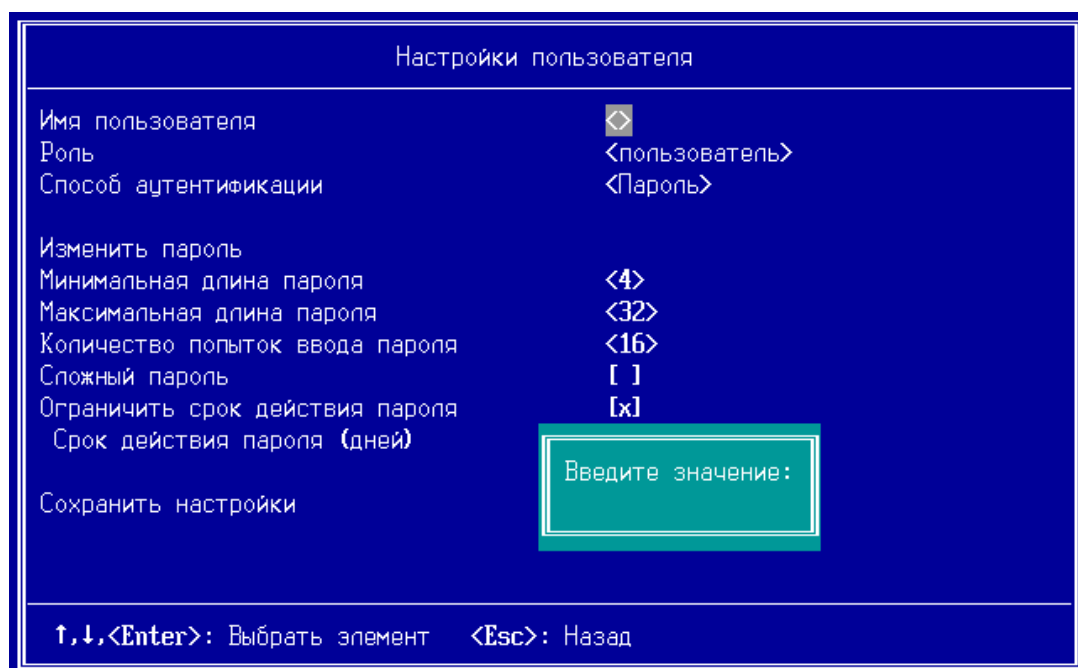 Настройки пользователя
Имя пользователя <>
Роль <пользователь>
Способ аутентификации <Пароль>
Изменить пароль
Минимальная длина пароля <4>
Максимальная длина пароля <32>
Количество попыток ввода пароля <16>
Сложный пароль [ ]
Ограничить срок действия пароля [x]
Срок действия пароля (дней)
Введите значение:
Сохранить настройки
↑,↓,<Enter>: Выбрать элемент <Esc>: Назад